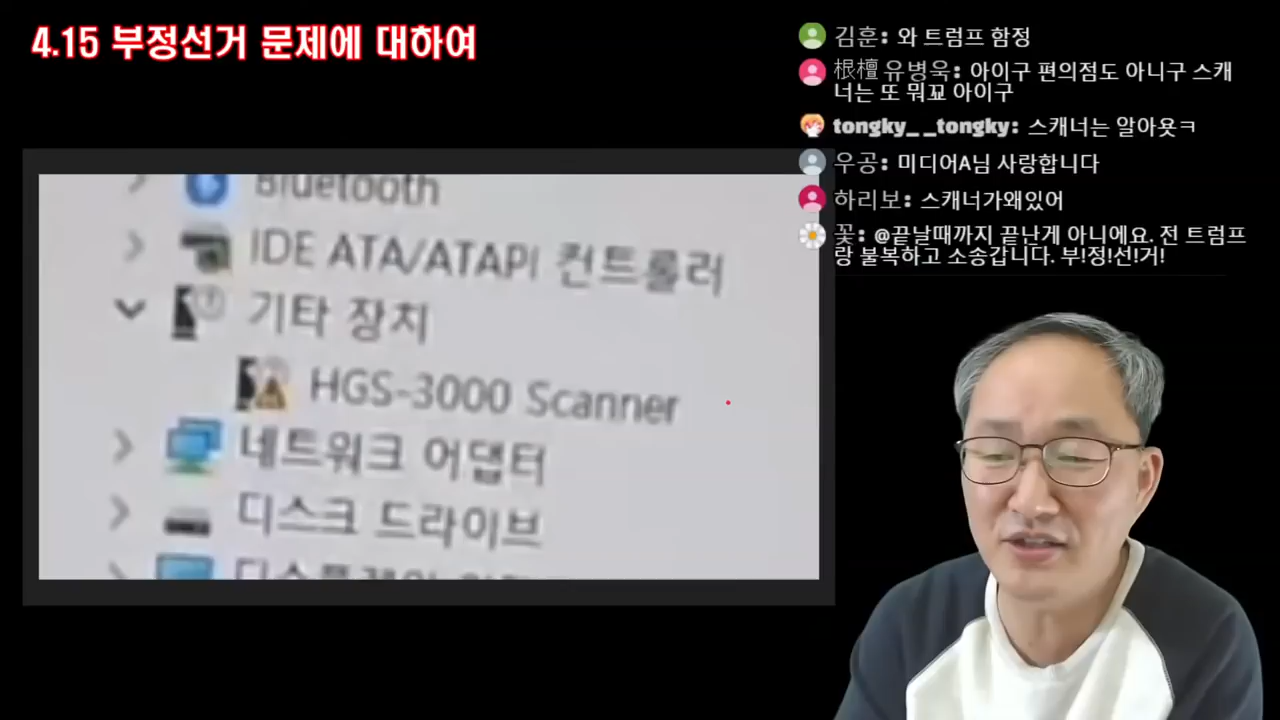 4.15 부정선거 문제에 대하여
Bluetooth
IDE ATA/ATAPI 컨트롤러
기타 장치
HGS-3000 Scanner
네트워크 어댑터
디스크 드라이브
김훈: 와 트럼프 함정
根檀 유병욱: 아이구 편의점도 아니구 스캐
너는 또 뭐꼬 아이구
tongky_ _tongky: 스캐너는 알아욧ㅋ
우공: 미디어A님 사랑합니다
하리보: 스캐너가왜있어
꽃: @끝날때까지 끝난게 아니에요. 전 트럼프
랑 불복하고 소송갑니다. 부!정!선!거!